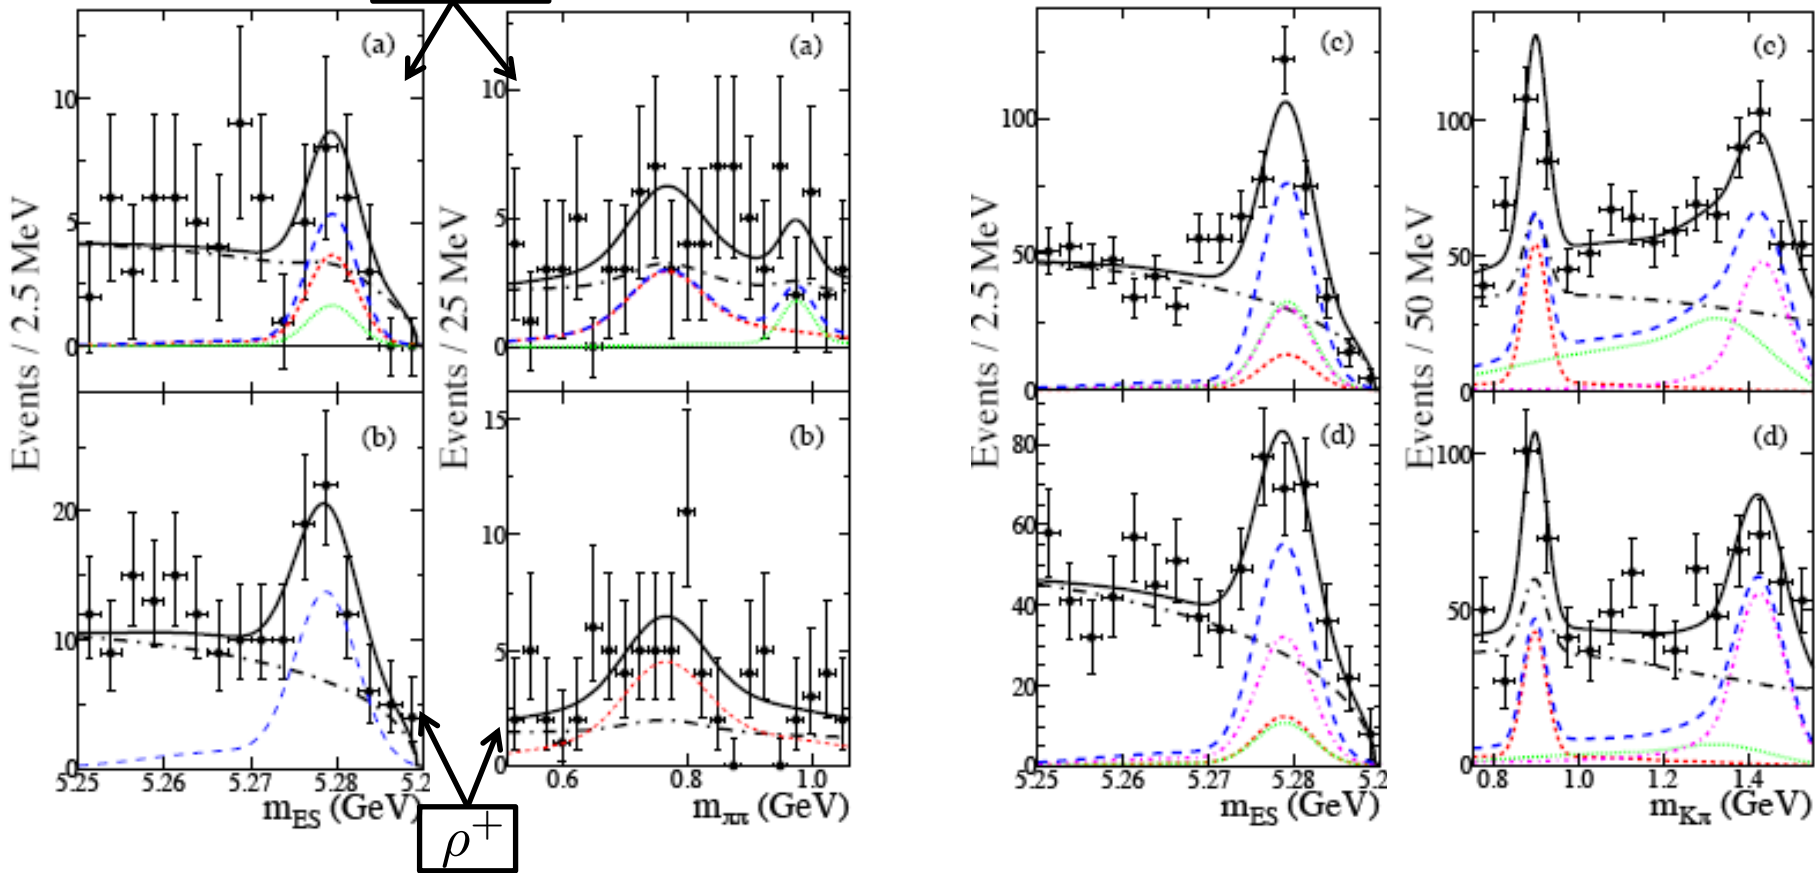 (a)
10
5
0
Events / 2.5 MeV
(b)
20
10
0
5.25
5.26
5.27
5.28
5.2
m_ES (GeV)
(a)
10
5
0
Events / 25 MeV
(b)
15
10
5
0
0.6
0.8
1.0
m_ππ (GeV)
ρ⁺
(c)
100
50
0
Events / 2.5 MeV
(d)
80
60
40
20
0
5.25
5.26
5.27
5.28
5.2
m_ES (GeV)
(c)
100
50
0
Events / 50 MeV
(d)
100
50
0
0.8
1.0
1.2
1.4
m_Kπ (GeV)